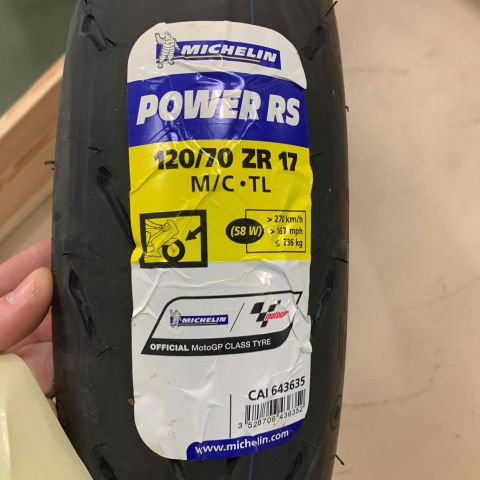 MICHELIN
POWER RS
120/70 ZR 17
M/C · TL
(58 W)
> 270 km/h
> 167 mph
≤ 236 kg
MICHELIN
MotoGP
OFFICIAL MotoGP CLASS TYRE
CAI 643635
3 528706 436352
www.michelin.com